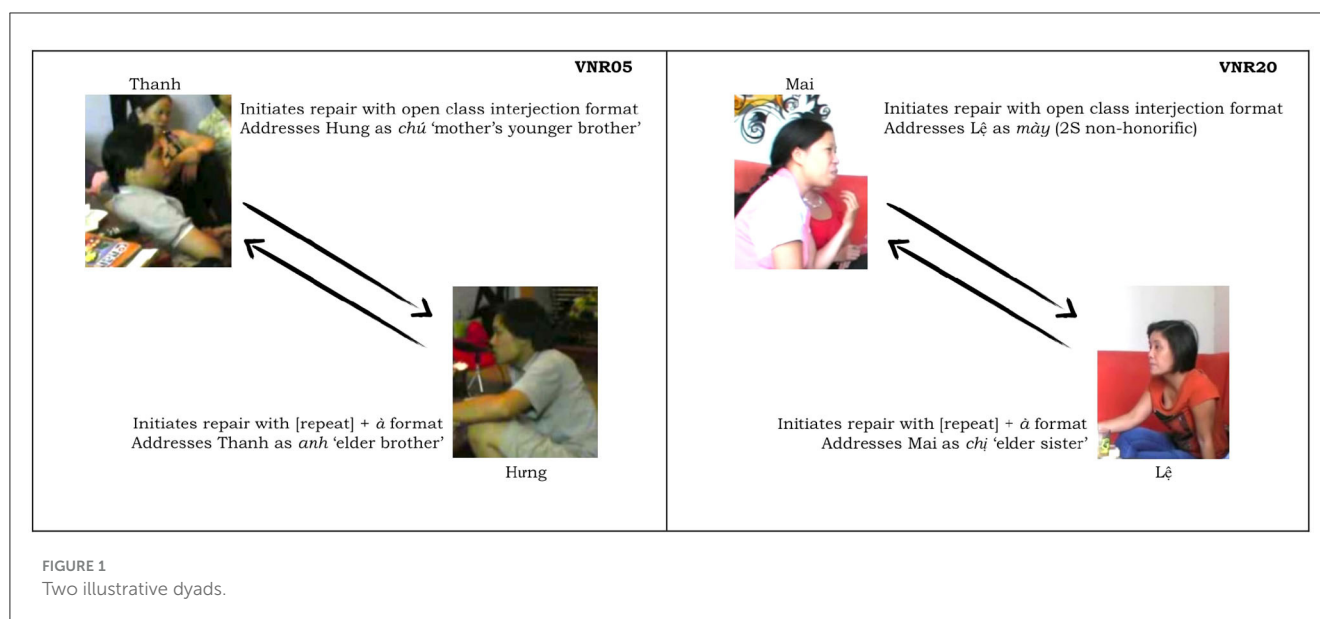 VNR05
Thanh
Initiates repair with open class interjection format
Addresses Hung as chú ‘mother’s younger brother’
Initiates repair with [repeat] + à format
Addresses Thanh as anh ‘elder brother’
Hưng
VNR20
Mai
Initiates repair with open class interjection format
Addresses Lệ as mày (2S non-honorific)
Initiates repair with [repeat] + à format
Addresses Mai as chị ‘elder sister’
Lệ
FIGURE 1
Two illustrative dyads.